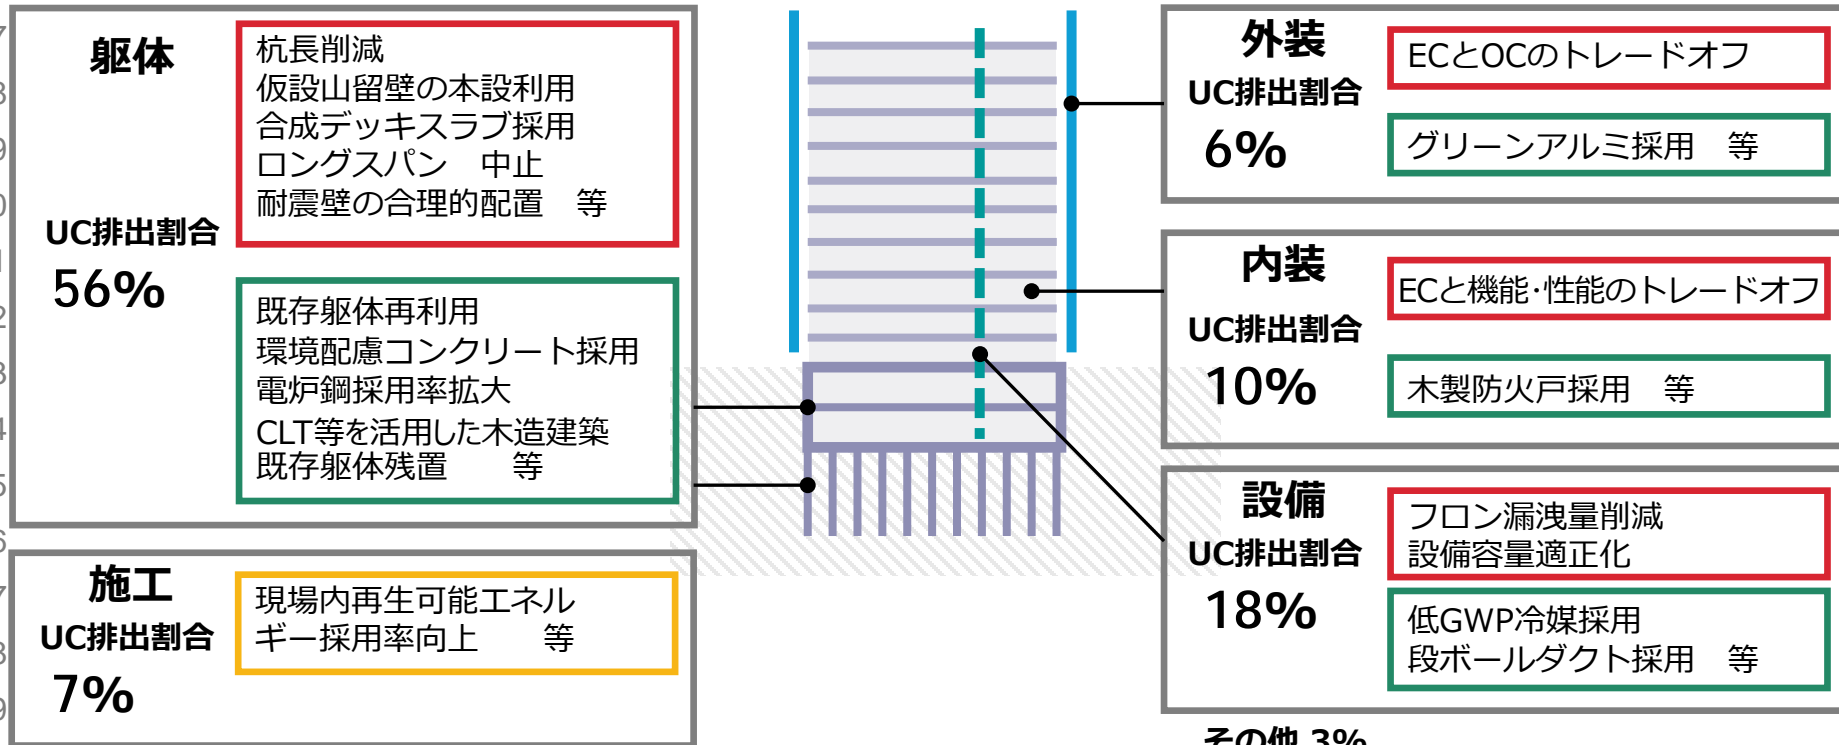 躯体
杭長削減
仮設山留壁の本設利用
合成デッキスラブ採用
ロングスパン　中止
耐震壁の合理的配置　等
UC排出割合
56%
既存躯体再利用
環境配慮コンクリート採用
電炉鋼採用率拡大
CLT等を活用した木造建築
既存躯体残置　　等
施工
UC排出割合
7%
現場内再生可能エネル
ギー採用率向上　　等
外装
UC排出割合
6%
ECとOCのトレードオフ
グリーンアルミ採用　等
内装
UC排出割合
10%
ECと機能･性能のトレードオフ
木製防火戸採用　等
設備
UC排出割合
18%
フロン漏洩量削減
設備容量適正化
低GWP冷媒採用
段ボールダクト採用　等
その他 3%